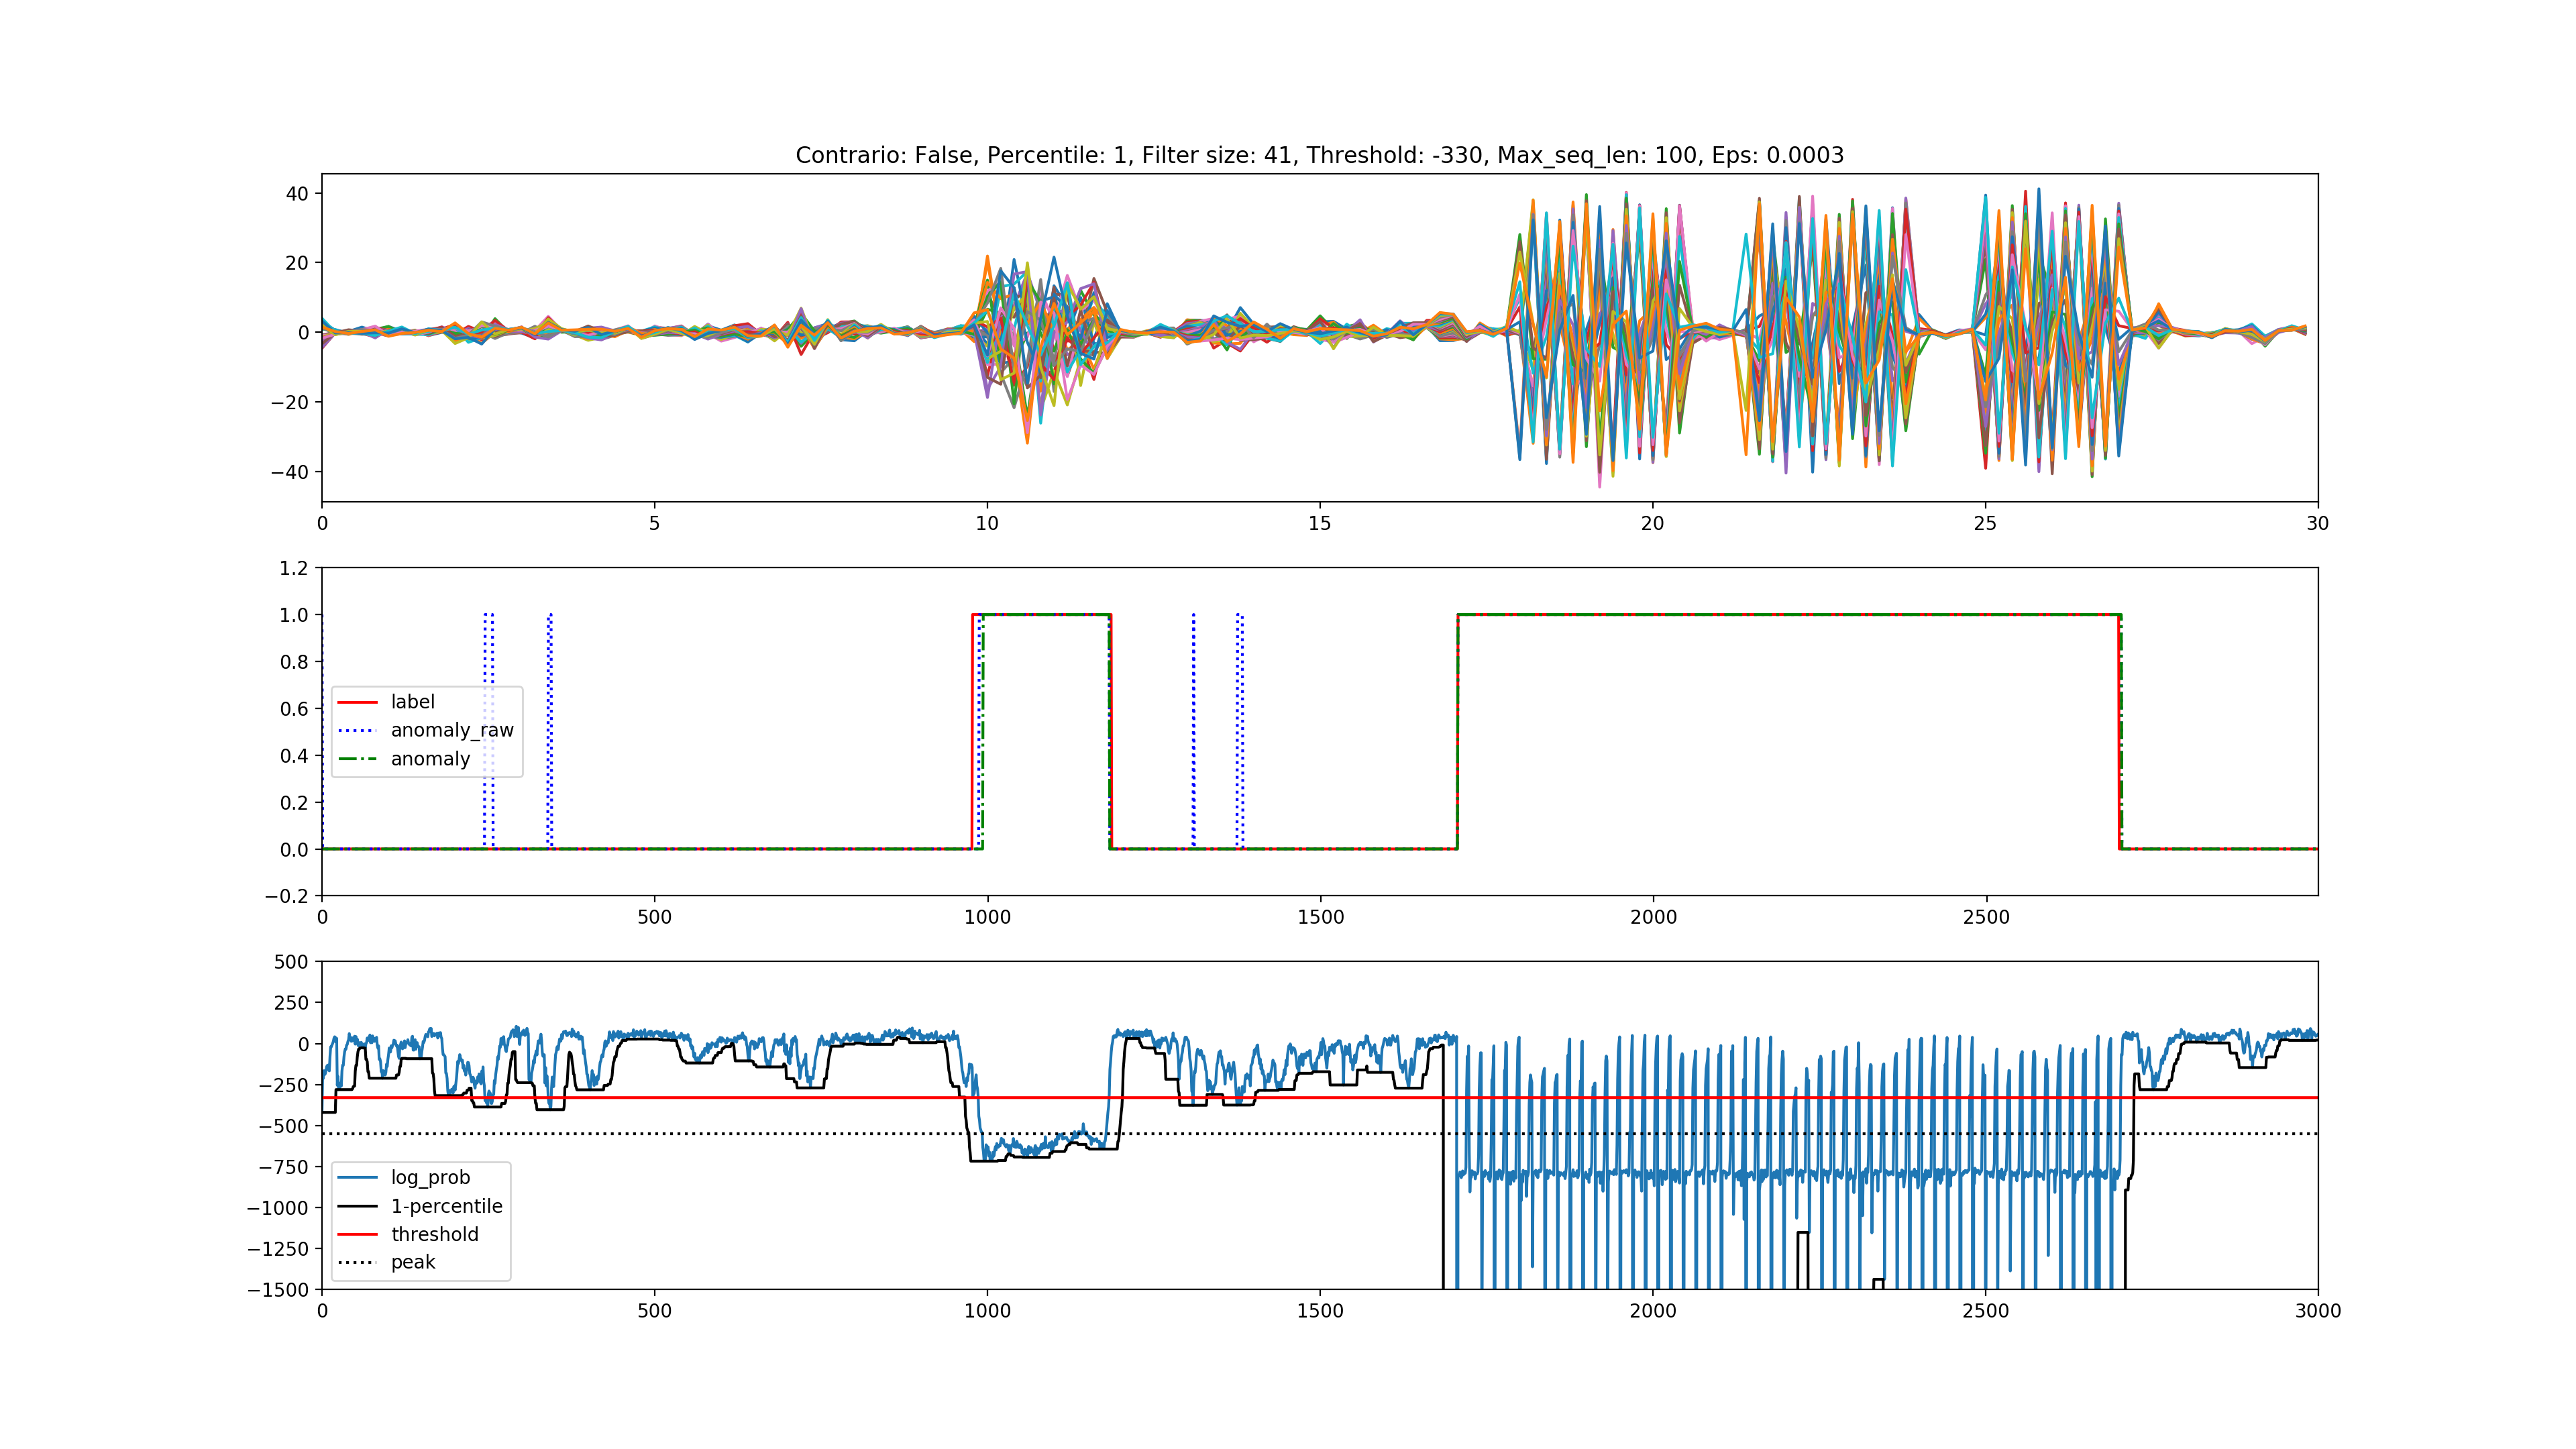 Contrario: False, Percentile: 1, Filter size: 41, Threshold: -330, Max_seq_len: 100, Eps: 0.0003
40
20
0
−20
−40
0 5 10 15 20 25 30
1.2
1.0
0.8
0.6
0.4
0.2
0.0
−0.2
label
anomaly_raw
anomaly
0 500 1000 1500 2000 2500
500
250
0
−250
−500
−750
−1000
−1250
−1500
log_prob
1-percentile
threshold
peak
0 500 1000 1500 2000 2500 3000